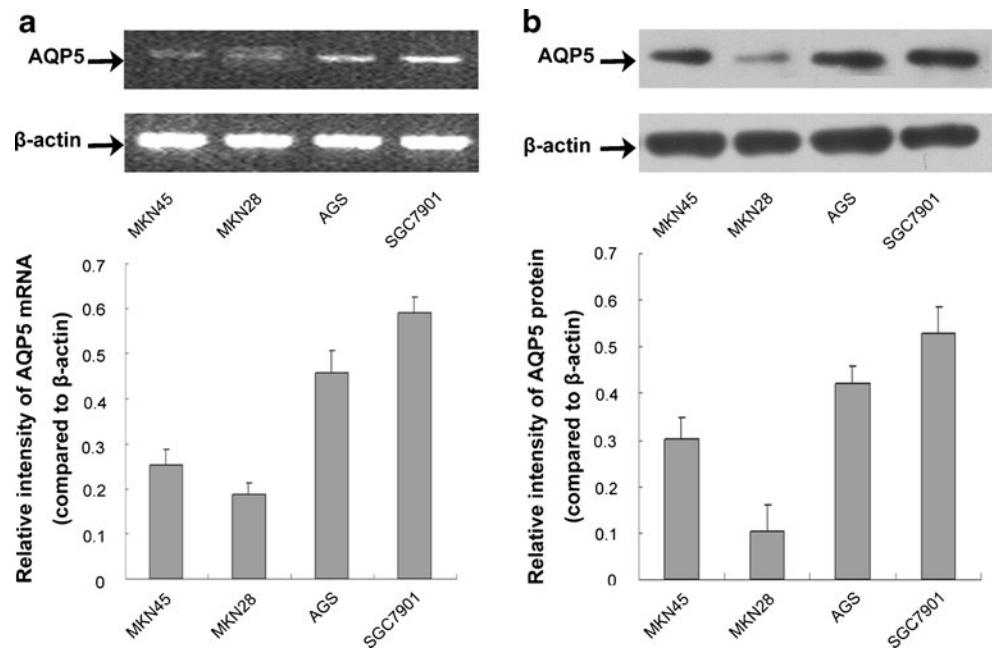 a
AQP5
β-actin
MKN45
MKN28
AGS
SGC7901
Relative intensity of AQP5 mRNA
(compared to β-actin)
0.7
0.6
0.5
0.4
0.3
0.2
0.1
0
MKN45
MKN28
AGS
SGC7901
b
AQP5
β-actin
MKN45
MKN28
AGS
SGC7901
Relative intensity of AQP5 protein
(compared to β-actin)
0.7
0.6
0.5
0.4
0.3
0.2
0.1
0
MKN45
MKN28
AGS
SGC7901